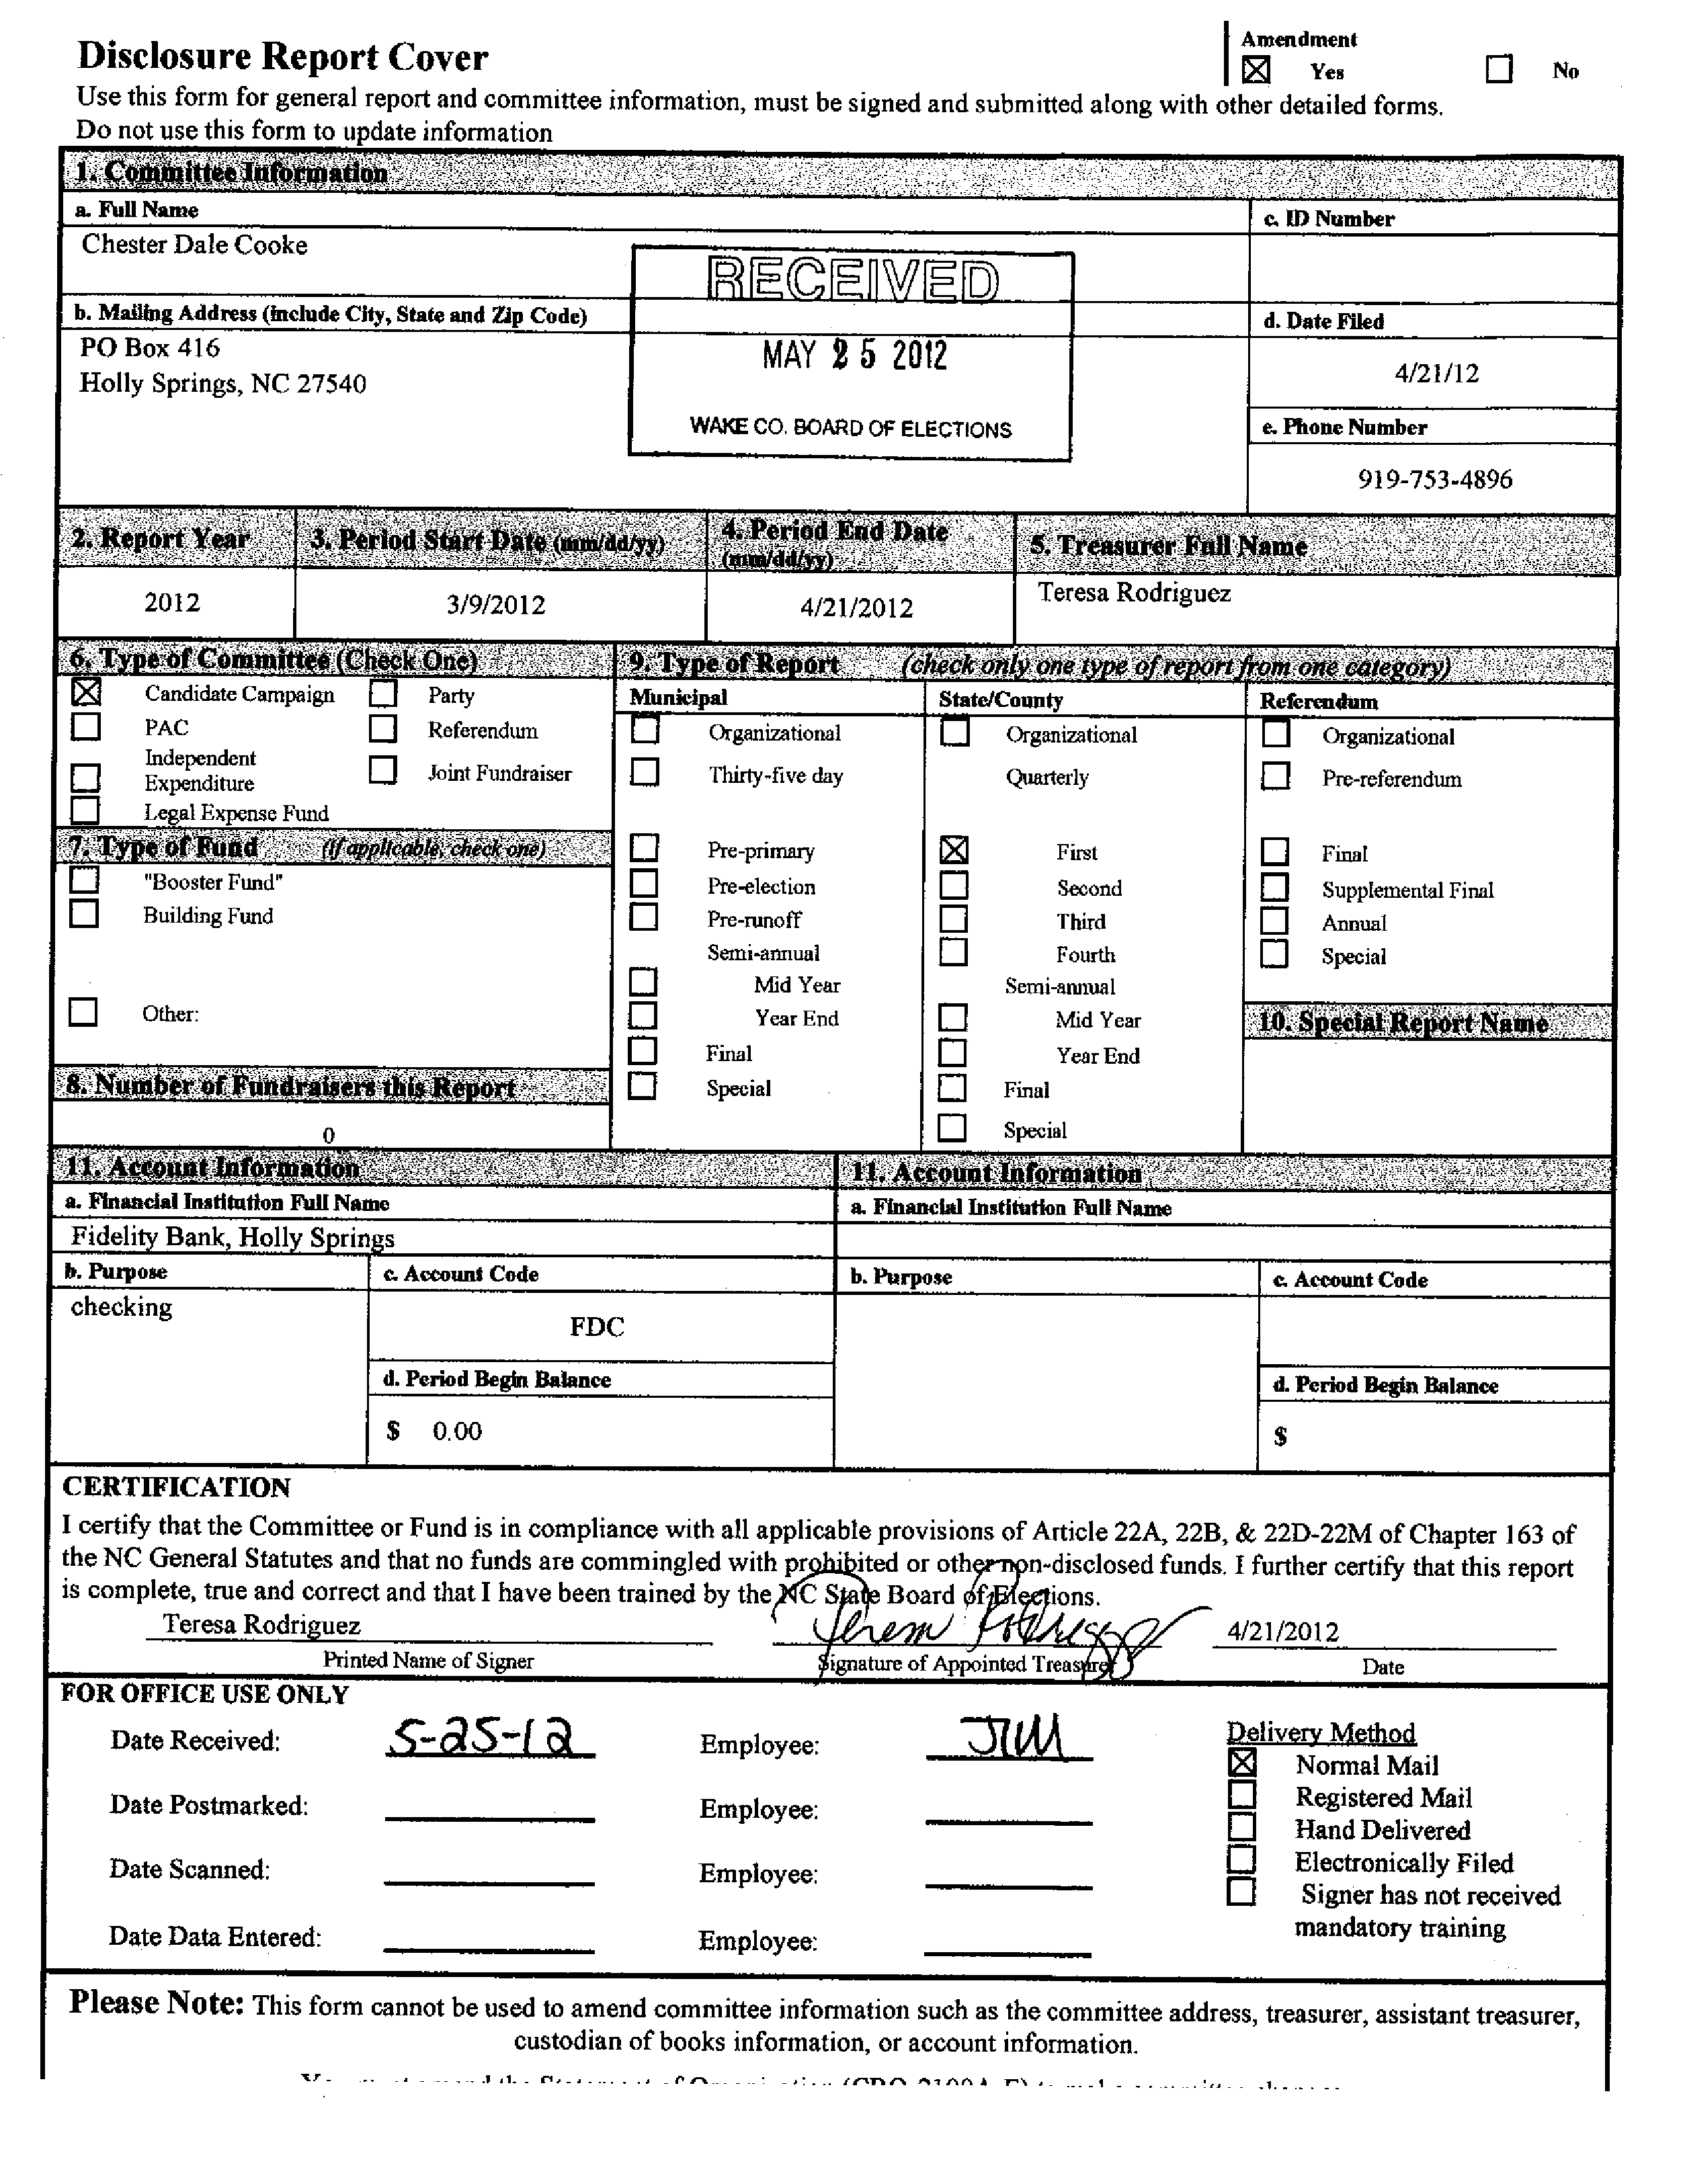 Disclosure Report Cover
Amendment
☒ Yes ☐ No
Use this form for general report and committee information, must be signed and submitted along with other detailed forms.
Do not use this form to update information
1. Committee Information
a. Full Name
c. ID Number
Chester Dale Cooke
RECEIVED
b. Mailing Address (include City, State and Zip Code)
d. Date Filed
PO Box 416
MAY 25 2012
4/21/12
Holly Springs, NC 27540
WAKE CO. BOARD OF ELECTIONS
e. Phone Number
919-753-4896
2. Report Year
3. Period Start Date (mm/dd/yy)
4. Period End Date
(mm/dd/yy)
5. Treasurer Full Name
2012
3/9/2012
4/21/2012
Teresa Rodriguez
6. Type of Committee (Check One)
☒ Candidate Campaign ☐ Party
☐ PAC ☐ Referendum
☐ Independent
Expenditure
☐ Joint Fundraiser
☐ Legal Expense Fund
7. Type of Fund (if applicable, check one)
☐ "Booster Fund"
☐ Building Fund
☐ Other:
8. Number of Fundraisers this Report
0
9. Type of Report (check only one type of report from one category)
Municipal
☐ Organizational
☐ Thirty-five day
☐ Pre-primary
☐ Pre-election
☐ Pre-runoff
Semi-annual
☐ Mid Year
☐ Year End
☐ Final
☐ Special
State/County
☐ Organizational
Quarterly
☒ First
☐ Second
☐ Third
☐ Fourth
Semi-annual
☐ Mid Year
☐ Year End
☐ Final
☐ Special
Referendum
☐ Organizational
☐ Pre-referendum
☐ Final
☐ Supplemental Final
☐ Annual
☐ Special
10. Special Report Name
11. Account Information
a. Financial Institution Full Name
Fidelity Bank, Holly Springs
b. Purpose
c. Account Code
checking
FDC
d. Period Begin Balance
$ 0.00
11. Account Information
a. Financial Institution Full Name
b. Purpose
c. Account Code
d. Period Begin Balance
$
CERTIFICATION
I certify that the Committee or Fund is in compliance with all applicable provisions of Article 22A, 22B, & 22D-22M of Chapter 163 of
the NC General Statutes and that no funds are commingled with prohibited or other non-disclosed funds. I further certify that this report
is complete, true and correct and that I have been trained by the NC State Board of Elections.
Teresa Rodriguez
Teresa Rodriguez
4/21/2012
Printed Name of Signer
Signature of Appointed Treasurer
Date
FOR OFFICE USE ONLY
Date Received: 5-25-12 Employee: JIM
Date Postmarked: Employee:
Date Scanned: Employee:
Date Data Entered: Employee:
Delivery Method
☒ Normal Mail
☐ Registered Mail
☐ Hand Delivered
☐ Electronically Filed
☐ Signer has not received
mandatory training
Please Note: This form cannot be used to amend committee information such as the committee address, treasurer, assistant treasurer,
custodian of books information, or account information.